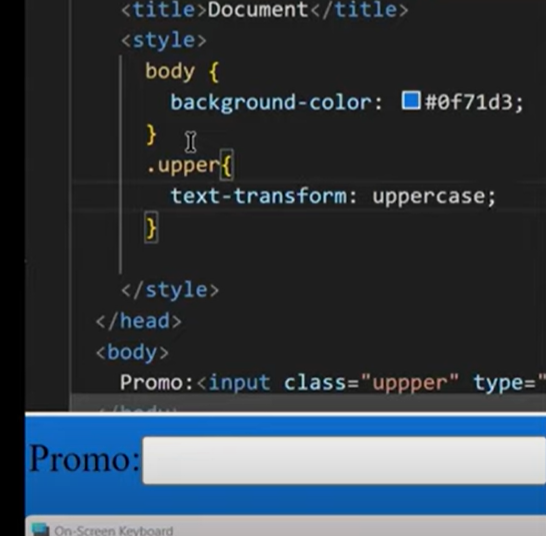 <title>Document</title>
<style>
body {
background-color: #0f71d3;
}
.upper{
text-transform: uppercase;
}
</style>
</head>
<body>
Promo:<input class="uppper" type="
</body>
Promo:
On-Screen Keyboard